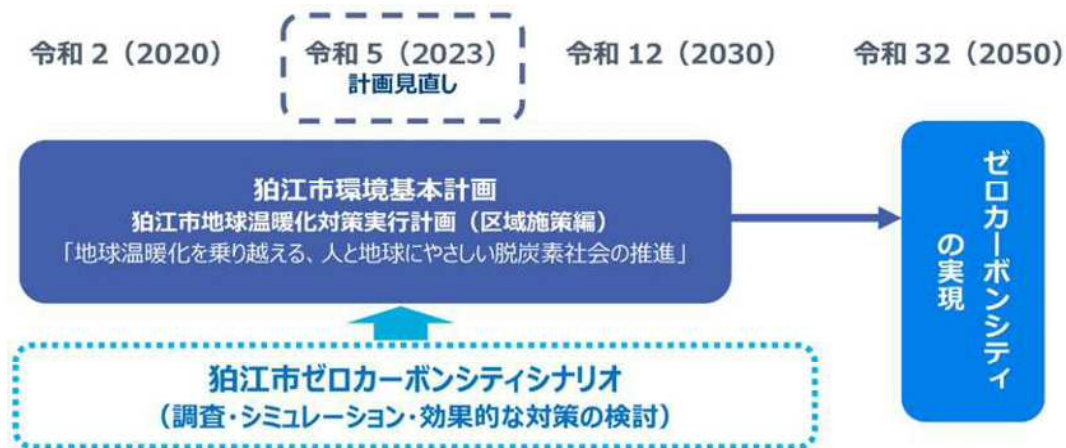 令和 2（2020）
令和 5（2023）
計画見直し
令和 12（2030）
令和 32（2050）
狛江市環境基本計画
狛江市地球温暖化対策実行計画（区域施策編）
「地球温暖化を乗り越える、人と地球にやさしい脱炭素社会の推進」
ゼロカーボンシティ
の実現
狛江市ゼロカーボンシティシナリオ
（調査・シミュレーション・効果的な対策の検討）